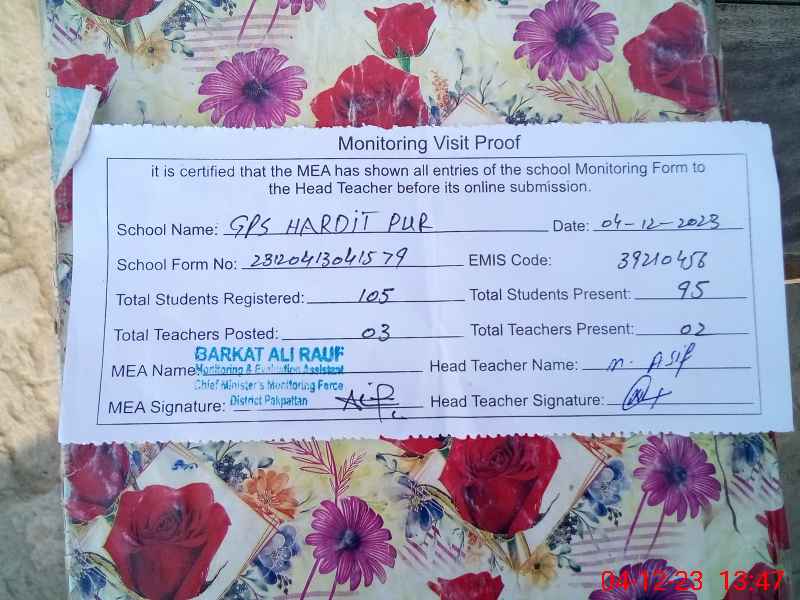 Monitoring Visit Proof
it is certified that the MEA has shown all entries of the school Monitoring Form to
the Head Teacher before its online submission.
School Name: GPS HARDIT PUR Date: 04-12-2023
School Form No: 23120413041579 EMIS Code: 39210456
Total Students Registered: 105 Total Students Present: 95
Total Teachers Posted: 03 Total Teachers Present: 02
MEA Name: BARKAT ALI RAUF Head Teacher Name: M. ASIF
Monitoring & Evaluation Assistant
Chief Minister's Monitoring Force
District Pakpattan
MEA Signature: Head Teacher Signature:
04-12-23 13:47